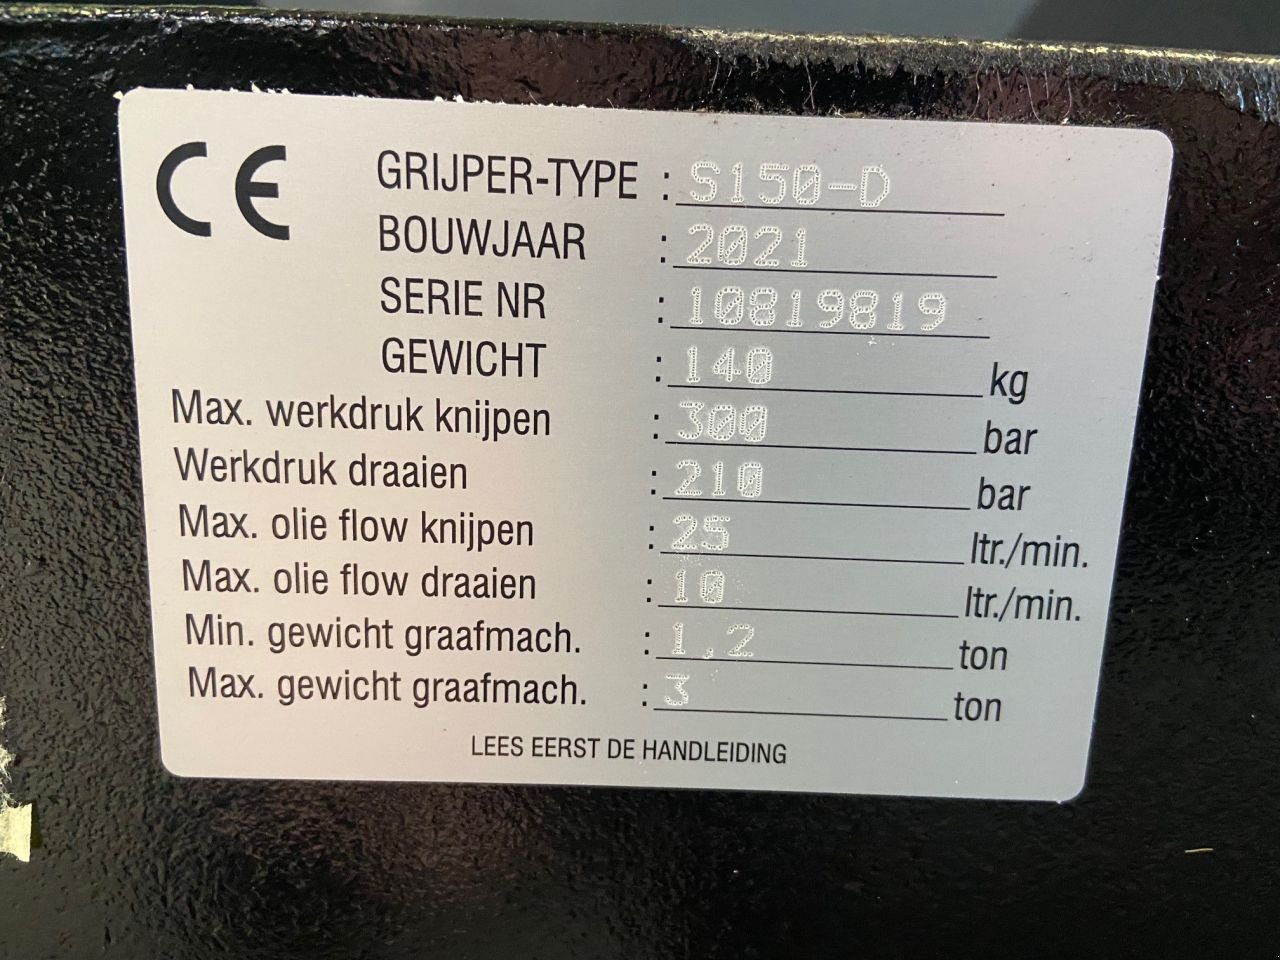 CE
GRIJPER-TYPE : S150-D
BOUWJAAR : 2021
SERIE NR : 10819819
GEWICHT : 140 kg
Max. werkdruk knijpen : 300 bar
Werkdruk draaien : 210 bar
Max. olie flow knijpen : 25 ltr./min.
Max. olie flow draaien : 10 ltr./min.
Min. gewicht graafmach. : 1,2 ton
Max. gewicht graafmach. : 3 ton
LEES EERST DE HANDLEIDING